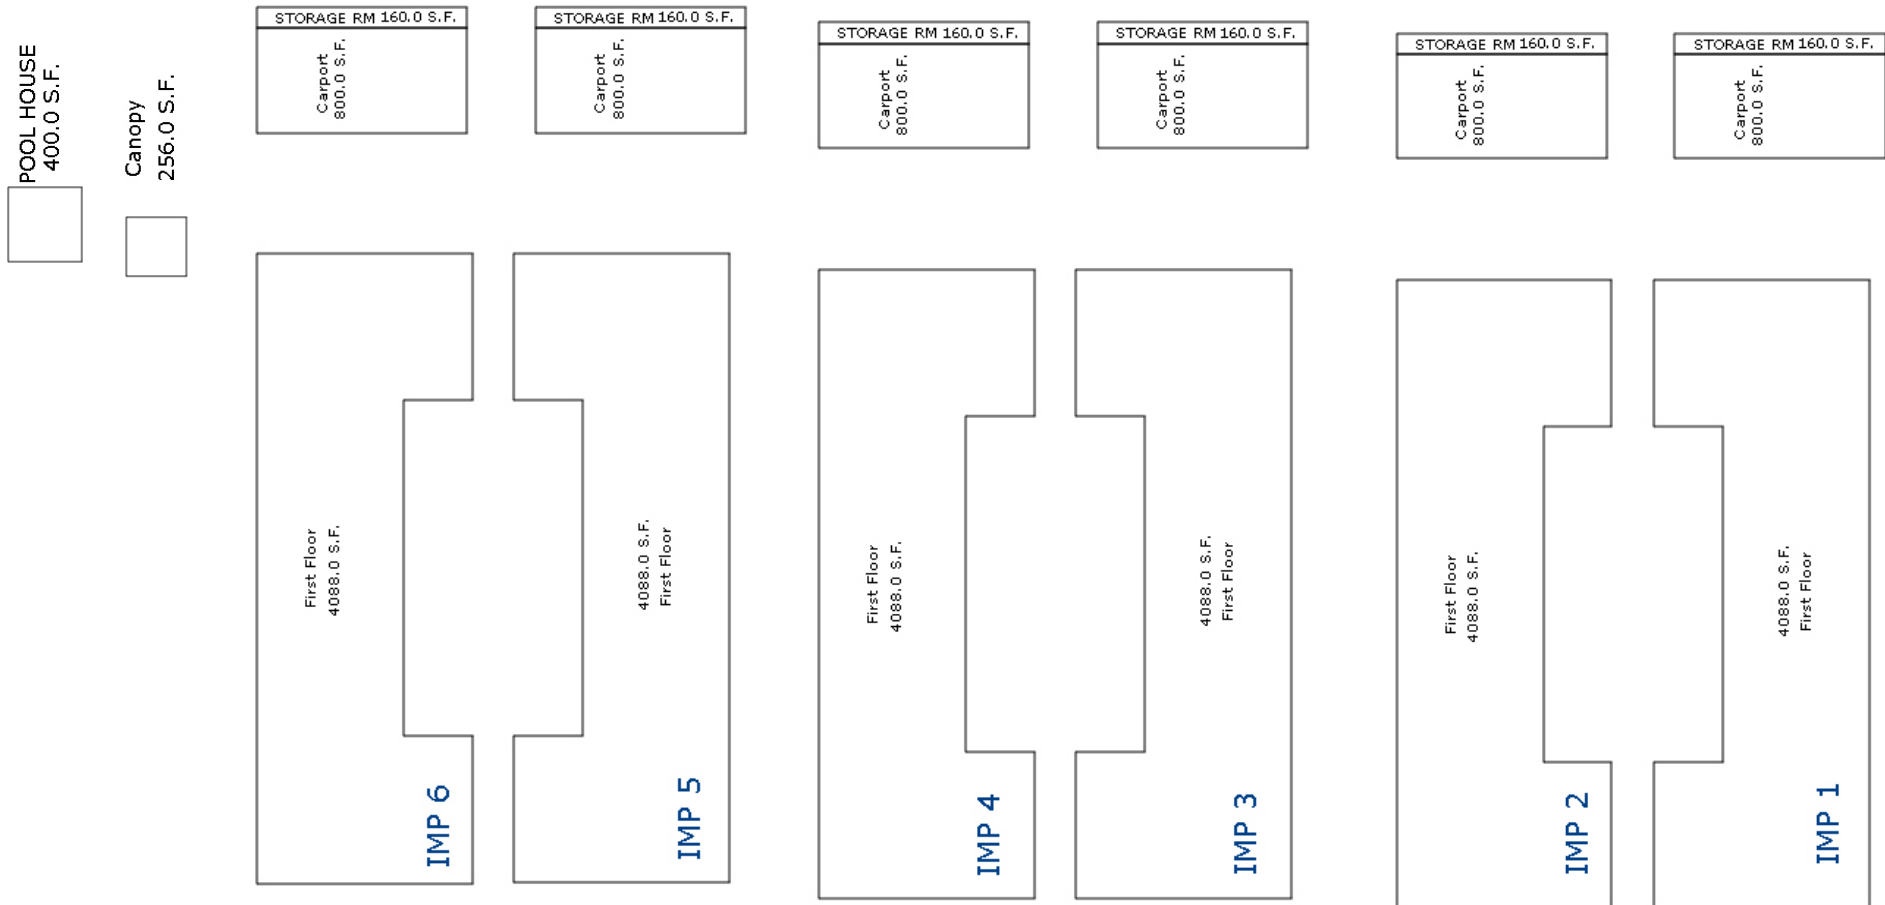 POOL HOUSE
400.0 S.F.
Canopy
256.0 S.F.
STORAGE RM 160.0 S.F.
Carport
800.0 S.F.
STORAGE RM 160.0 S.F.
Carport
800.0 S.F.
STORAGE RM 160.0 S.F.
Carport
800.0 S.F.
STORAGE RM 160.0 S.F.
Carport
800.0 S.F.
STORAGE RM 160.0 S.F.
Carport
800.0 S.F.
STORAGE RM 160.0 S.F.
Carport
800.0 S.F.
First Floor
4088.0 S.F.
IMP 6
4088.0 S.F.
First Floor
IMP 5
First Floor
4088.0 S.F.
IMP 4
4088.0 S.F.
First Floor
IMP 3
First Floor
4088.0 S.F.
IMP 2
4088.0 S.F.
First Floor
IMP 1